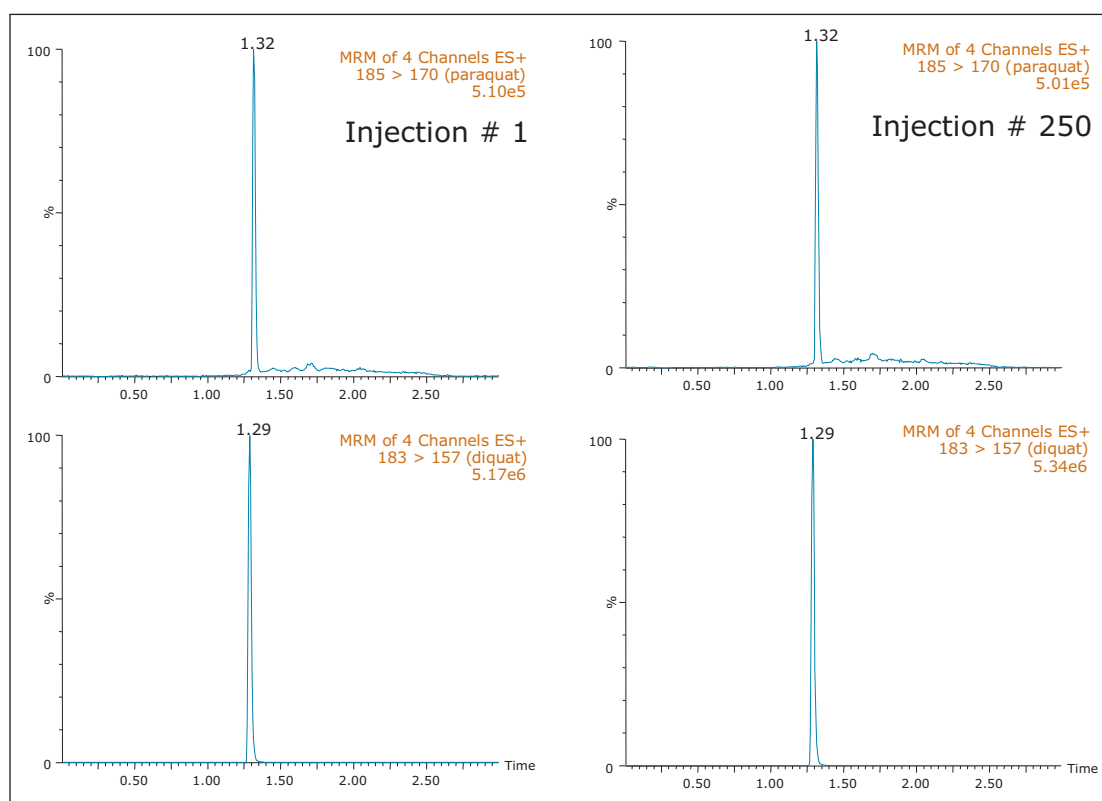 1.32
100
MRM of 4 Channels ES+
185 > 170 (paraquat)
5.10e5
Injection # 1
%
0
0.50 1.00 1.50 2.00 2.50
1.32
100
MRM of 4 Channels ES+
185 > 170 (paraquat)
5.01e5
Injection # 250
%
0
0.50 1.00 1.50 2.00 2.50
1.29
100
MRM of 4 Channels ES+
183 > 157 (diquat)
5.17e6
%
0
0.50 1.00 1.50 2.00 2.50
Time
1.29
100
MRM of 4 Channels ES+
183 > 157 (diquat)
5.34e6
%
0
0.50 1.00 1.50 2.00 2.50
Time